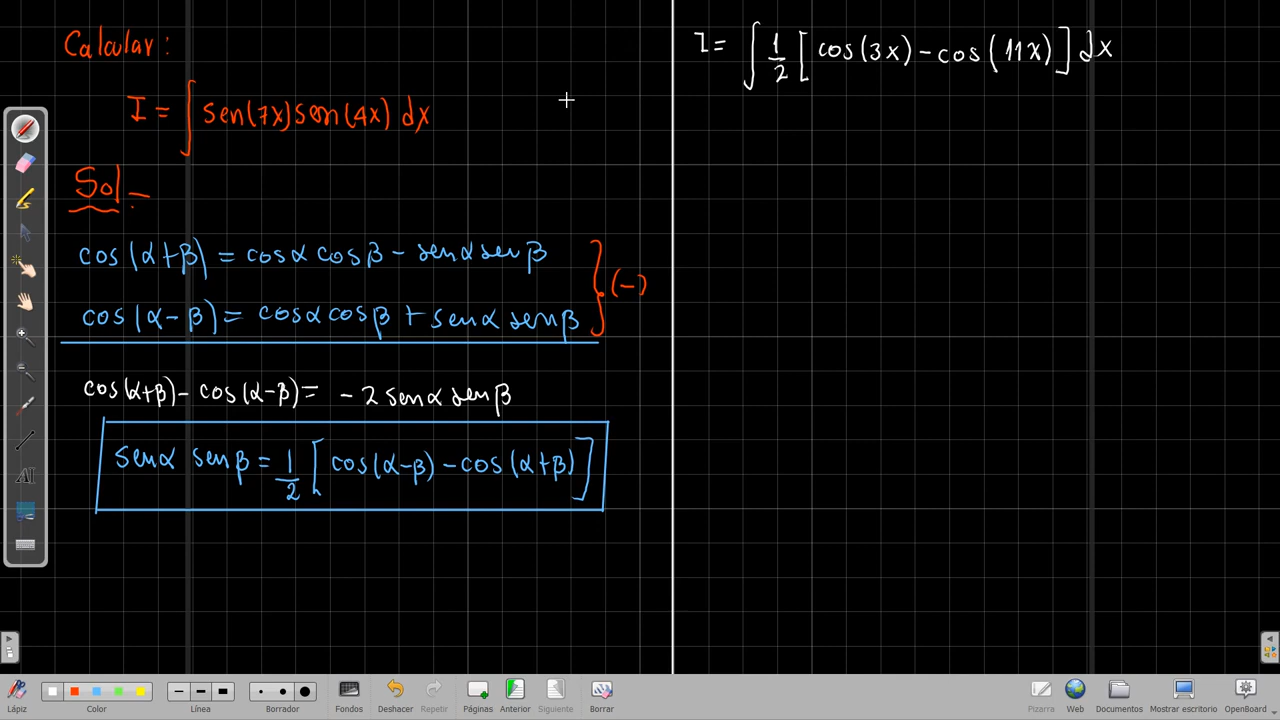 Calcular:
I = ∫ sen(7x) sen(4x) dx
Sol_
cos(α+β) = cosα cosβ - senα senβ
cos(α-β) = cosα cosβ + senα senβ
(-)
cos(α+β) - cos(α-β) = -2 senα senβ
senα senβ = 1/2 [cos(α-β) - cos(α+β)]
I = ∫ 1/2 [cos(3x) - cos(11x)] dx
Lápiz
Color
Línea
Borrador
Fondos
Deshacer
Repetir
Páginas
Anterior
Siguiente
Borrar
Pizarra
Web
Documentos
Mostrar escritorio
OpenBoard